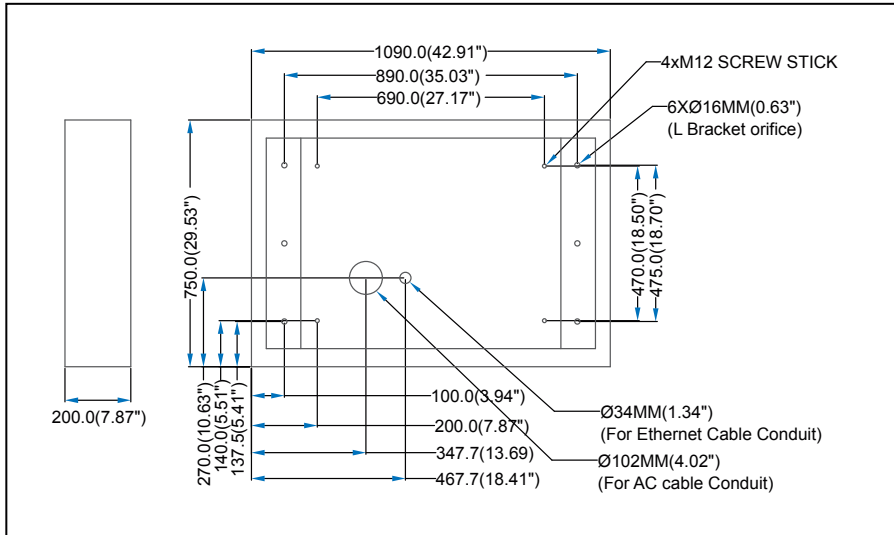 1090.0(42.91")
890.0(35.03")
690.0(27.17")
4xM12 SCREW STICK
6XØ16MM(0.63")
(L Bracket orifice)
750.0(29.53")
470.0(18.50")
475.0(18.70")
200.0(7.87")
270.0(10.63")
140.0(5.51")
137.5(5.41")
100.0(3.94")
200.0(7.87")
347.7(13.69)
467.7(18.41")
Ø34MM(1.34")
(For Ethernet Cable Conduit)
Ø102MM(4.02")
(For AC cable Conduit)